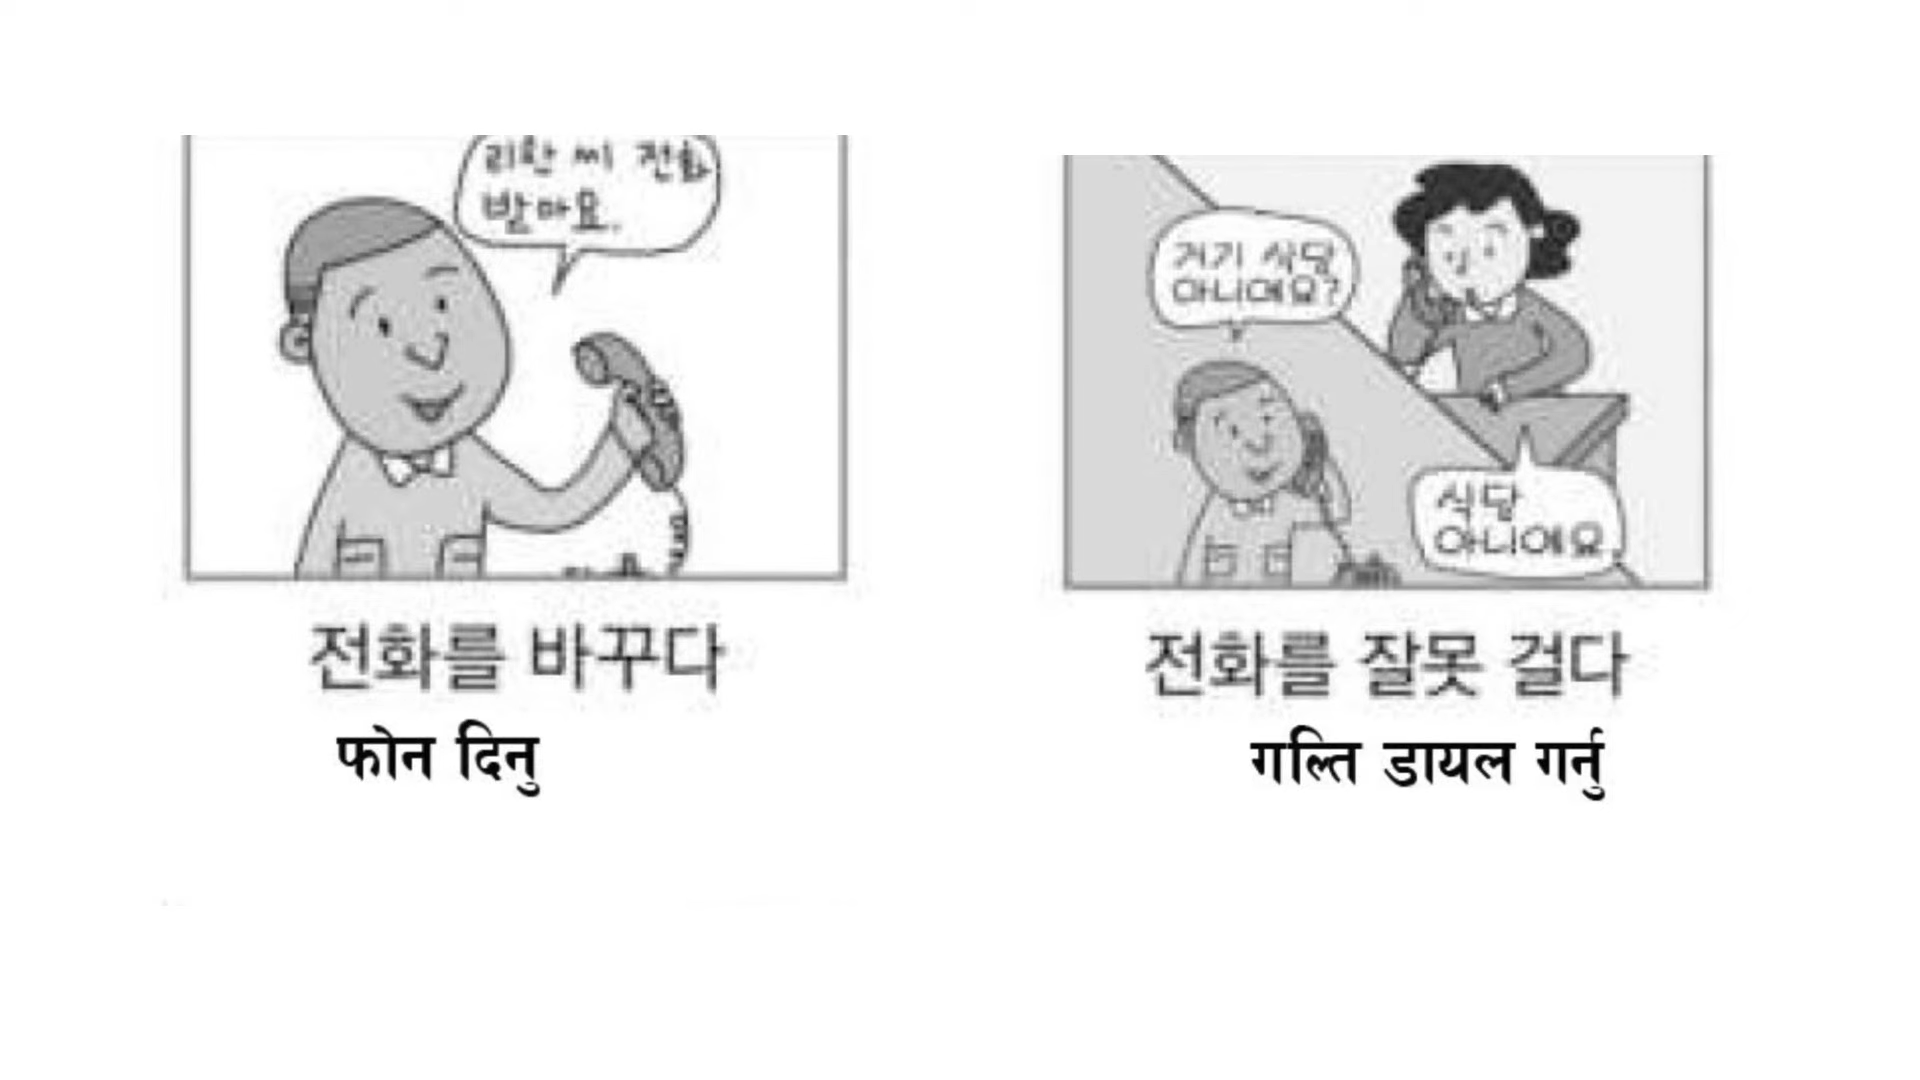 리한 씨 전화
받아요.
전화를 바꾸다
फोन दिनु
거기 식당
아니에요?
식당
아니에요
전화를 잘못 걸다
गल्ति डायल गर्नु